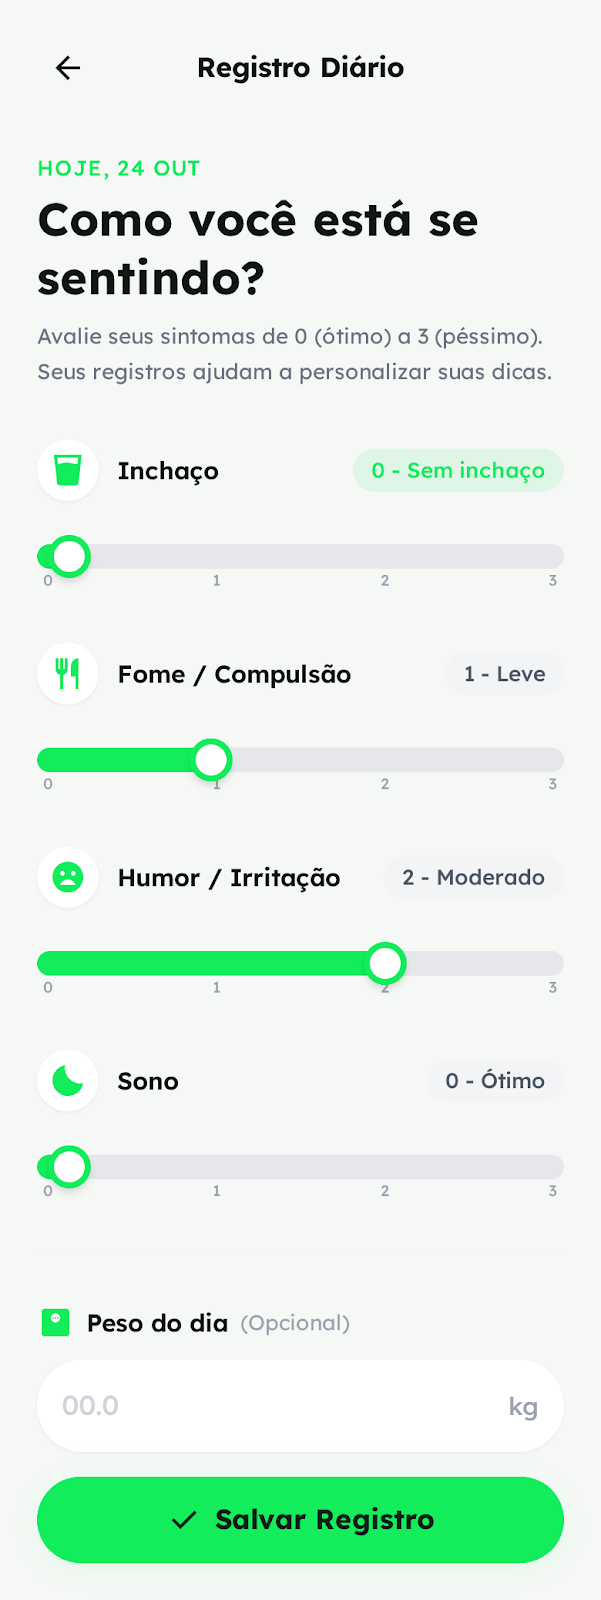 Registro Diário
HOJE, 24 OUT
Como você está se
sentindo?
Avalie seus sintomas de 0 (ótimo) a 3 (péssimo).
Seus registros ajudam a personalizar suas dicas.
Inchaço
0 - Sem inchaço
0 1 2 3
Fome / Compulsão
1 - Leve
0 1 2 3
Humor / Irritação
2 - Moderado
0 1 2 3
Sono
0 - Ótimo
0 1 2 3
Peso do dia (Opcional)
00.0 kg
Salvar Registro